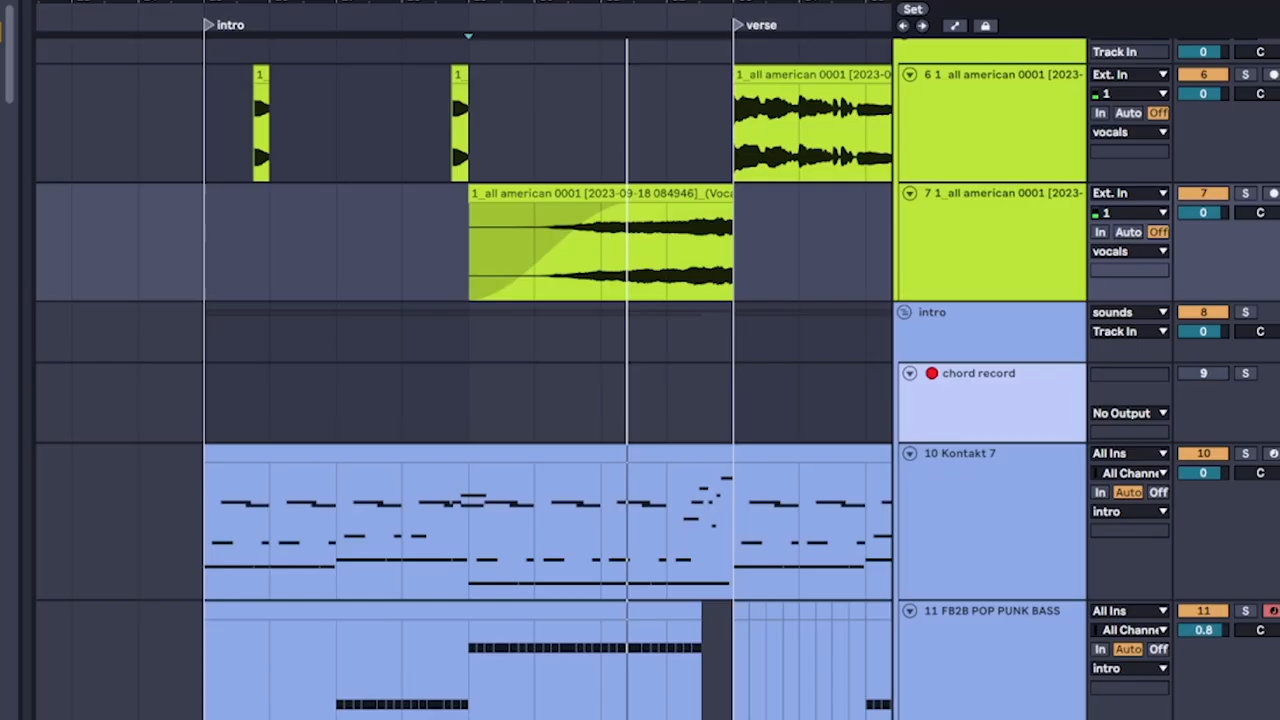 Set
intro
verse
Track In
0
C
1_
1_
1_all american 0001 [2023-0
6 1_all american 0001 [2023-
Ext. In
6
S
1
0
C
In
Auto
Off
vocals
1_all american 0001 [2023-09-18 084946]_(Voca
7 1_all american 0001 [2023-
Ext. In
7
S
1
0
C
In
Auto
Off
vocals
intro
sounds
8
S
Track In
0
C
chord record
9
S
No Output
10 Kontakt 7
All Ins
10
S
All Channe
0
C
In
Auto
Off
intro
11 FB2B POP PUNK BASS
All Ins
11
S
All Channe
0.8
C
In
Auto
Off
intro